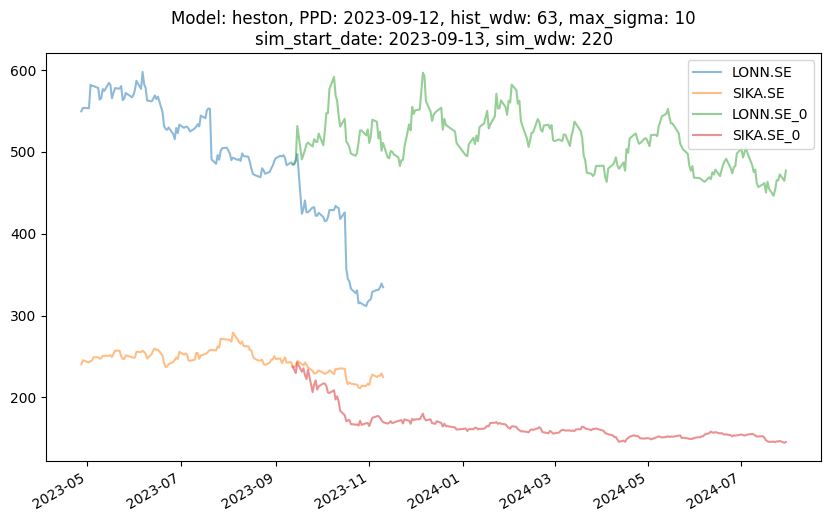 Model: heston, PPD: 2023-09-12, hist_wdw: 63, max_sigma: 10
sim_start_date: 2023-09-13, sim_wdw: 220
LONN.SE
SIKA.SE
LONN.SE_0
SIKA.SE_0
600
500
400
300
200
2023-05
2023-07
2023-09
2023-11
2024-01
2024-03
2024-05
2024-07